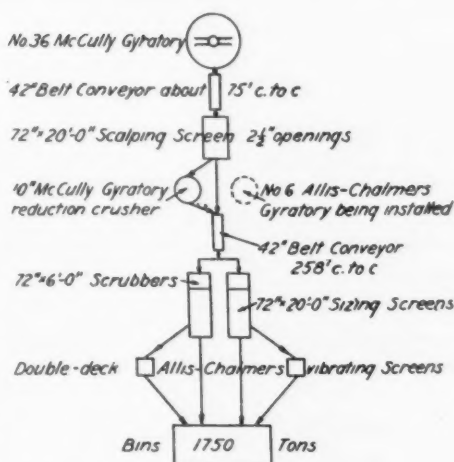 No.36 McCully Gyratory
42" Belt Conveyor about 75' c. to c
72" × 20'-0" Scalping Screen 2½" openings
10" McCully Gyratory
reduction crusher
No 6 Allis-Chalmers
Gyratory being installed
42" Belt Conveyor
258' c. to c
72" × 6'-0" Scrubbers
72" × 20'-0" Sizing Screens
Double-deck Allis-Chalmers vibrating Screens
Bins 1750 Tons